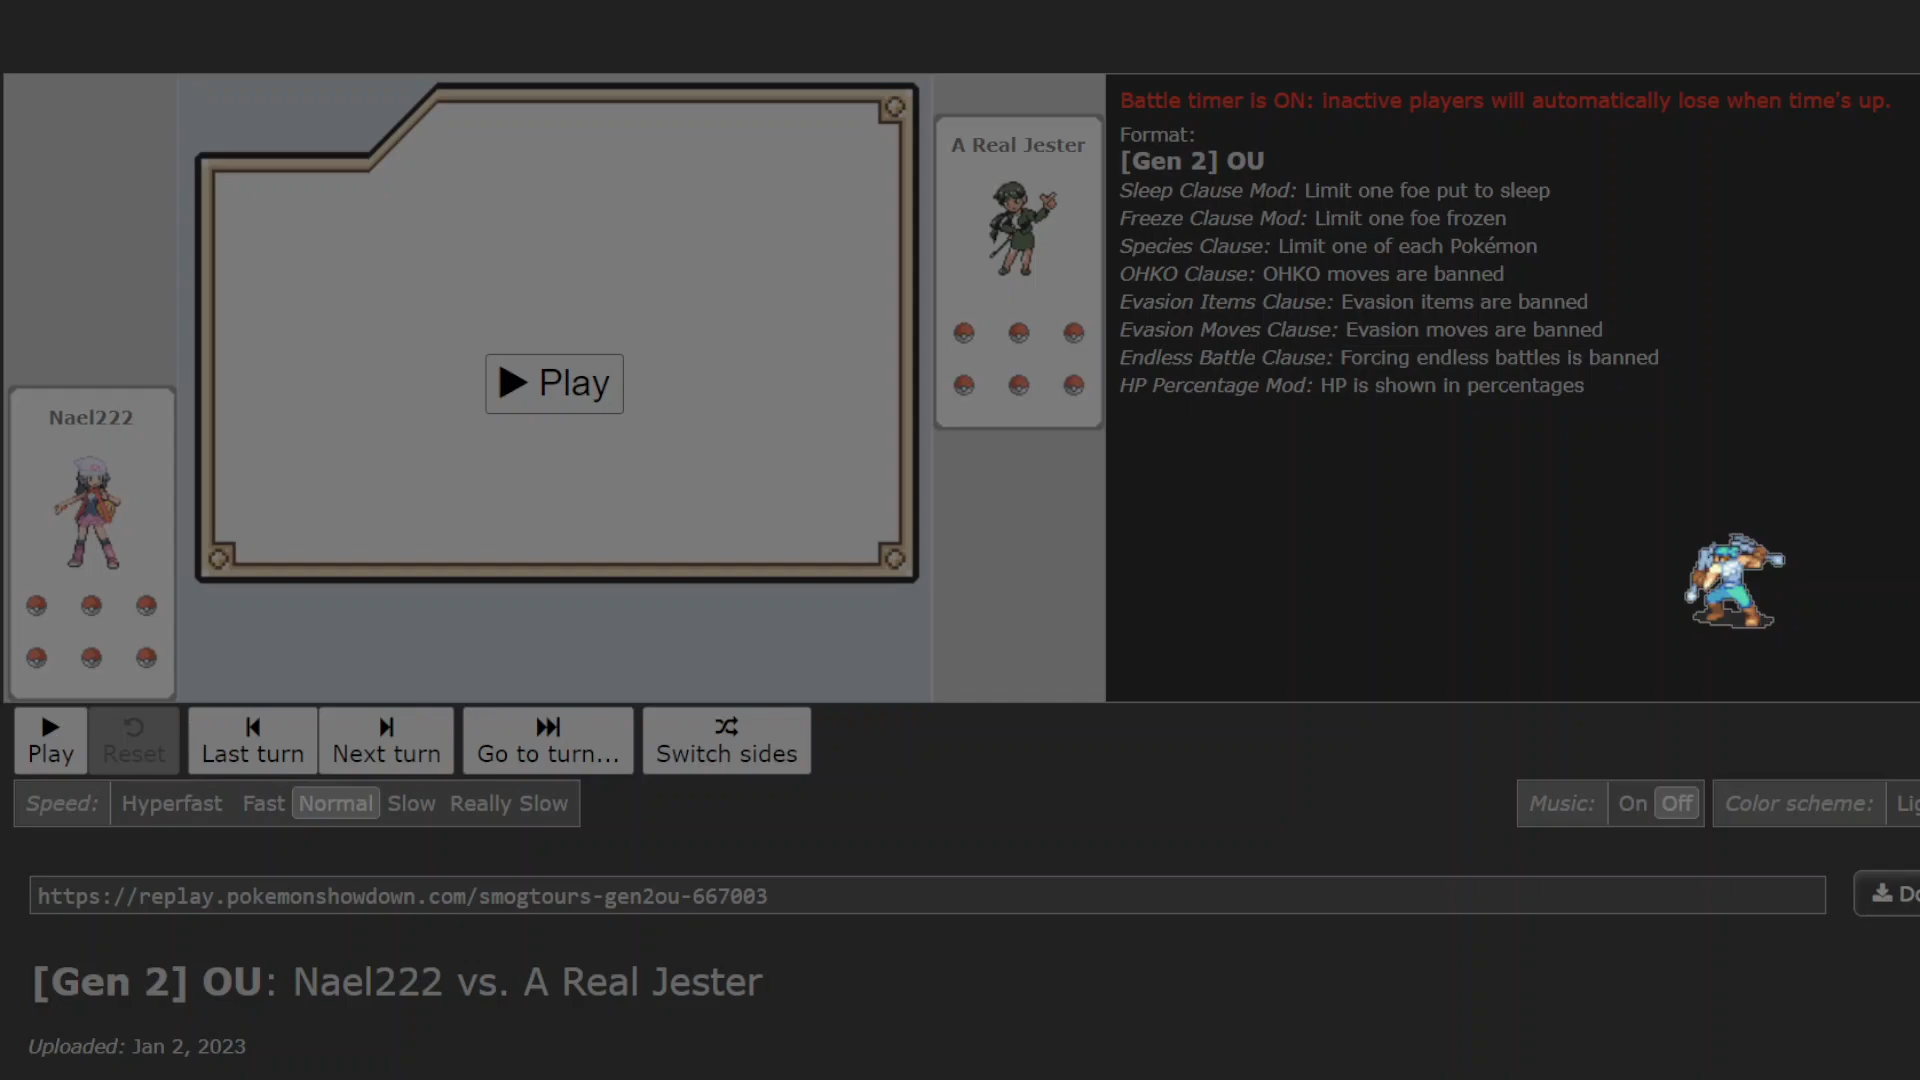 Battle timer is ON: inactive players will automatically lose when time's up.
Format:
[Gen 2] OU
Sleep Clause Mod: Limit one foe put to sleep
Freeze Clause Mod: Limit one foe frozen
Species Clause: Limit one of each Pokémon
OHKO Clause: OHKO moves are banned
Evasion Items Clause: Evasion items are banned
Evasion Moves Clause: Evasion moves are banned
Endless Battle Clause: Forcing endless battles is banned
HP Percentage Mod: HP is shown in percentages
A Real Jester
Play
Nael222
Play Reset Last turn Next turn Go to turn... Switch sides
Speed: Hyperfast Fast Normal Slow Really Slow Music: On Off Color scheme: Lig
https://replay.pokemonshowdown.com/smogtours-gen2ou-667003 Do
[Gen 2] OU: Nael222 vs. A Real Jester
Uploaded: Jan 2, 2023